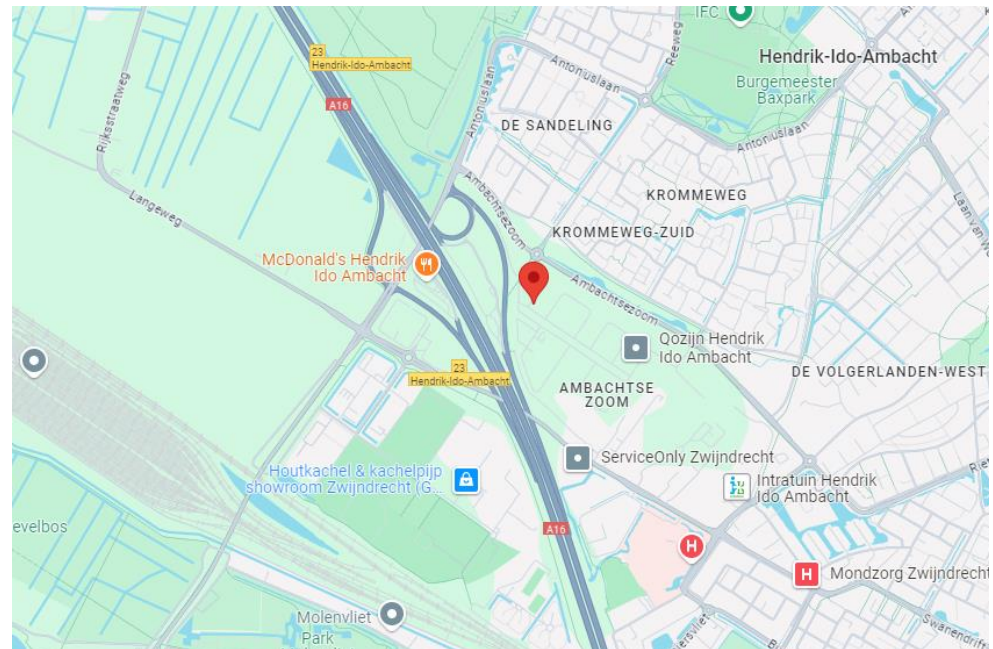 IFC
Reeweg
Hendrik-Ido-Ambacht
23
Hendrik-Ido-Ambacht
Antoniuslaan
Burgemeester
Baxpark
A16
Rijksstraatweg
Antoniuslaan
DE SANDELING
Antoniuslaan
Ambachtsezoom
KROMMEWEG
Langeweg
KROMMEWEG-ZUID
McDonald's Hendrik
Ido Ambacht
Ambachtsezoom
Qozijn Hendrik
Ido Ambacht
23
Hendrik-Ido-Ambacht
DE VOLGERLANDEN-WEST
AMBACHTSE
ZOOM
ServiceOnly Zwijndrecht
Houtkachel & kachelpijp
showroom Zwijndrecht (G...
Intratuin Hendrik
Ido Ambacht
evelbos
A16
H
H
Mondzorg Zwijndrecht
Molenvliet
Park
Swanendrift